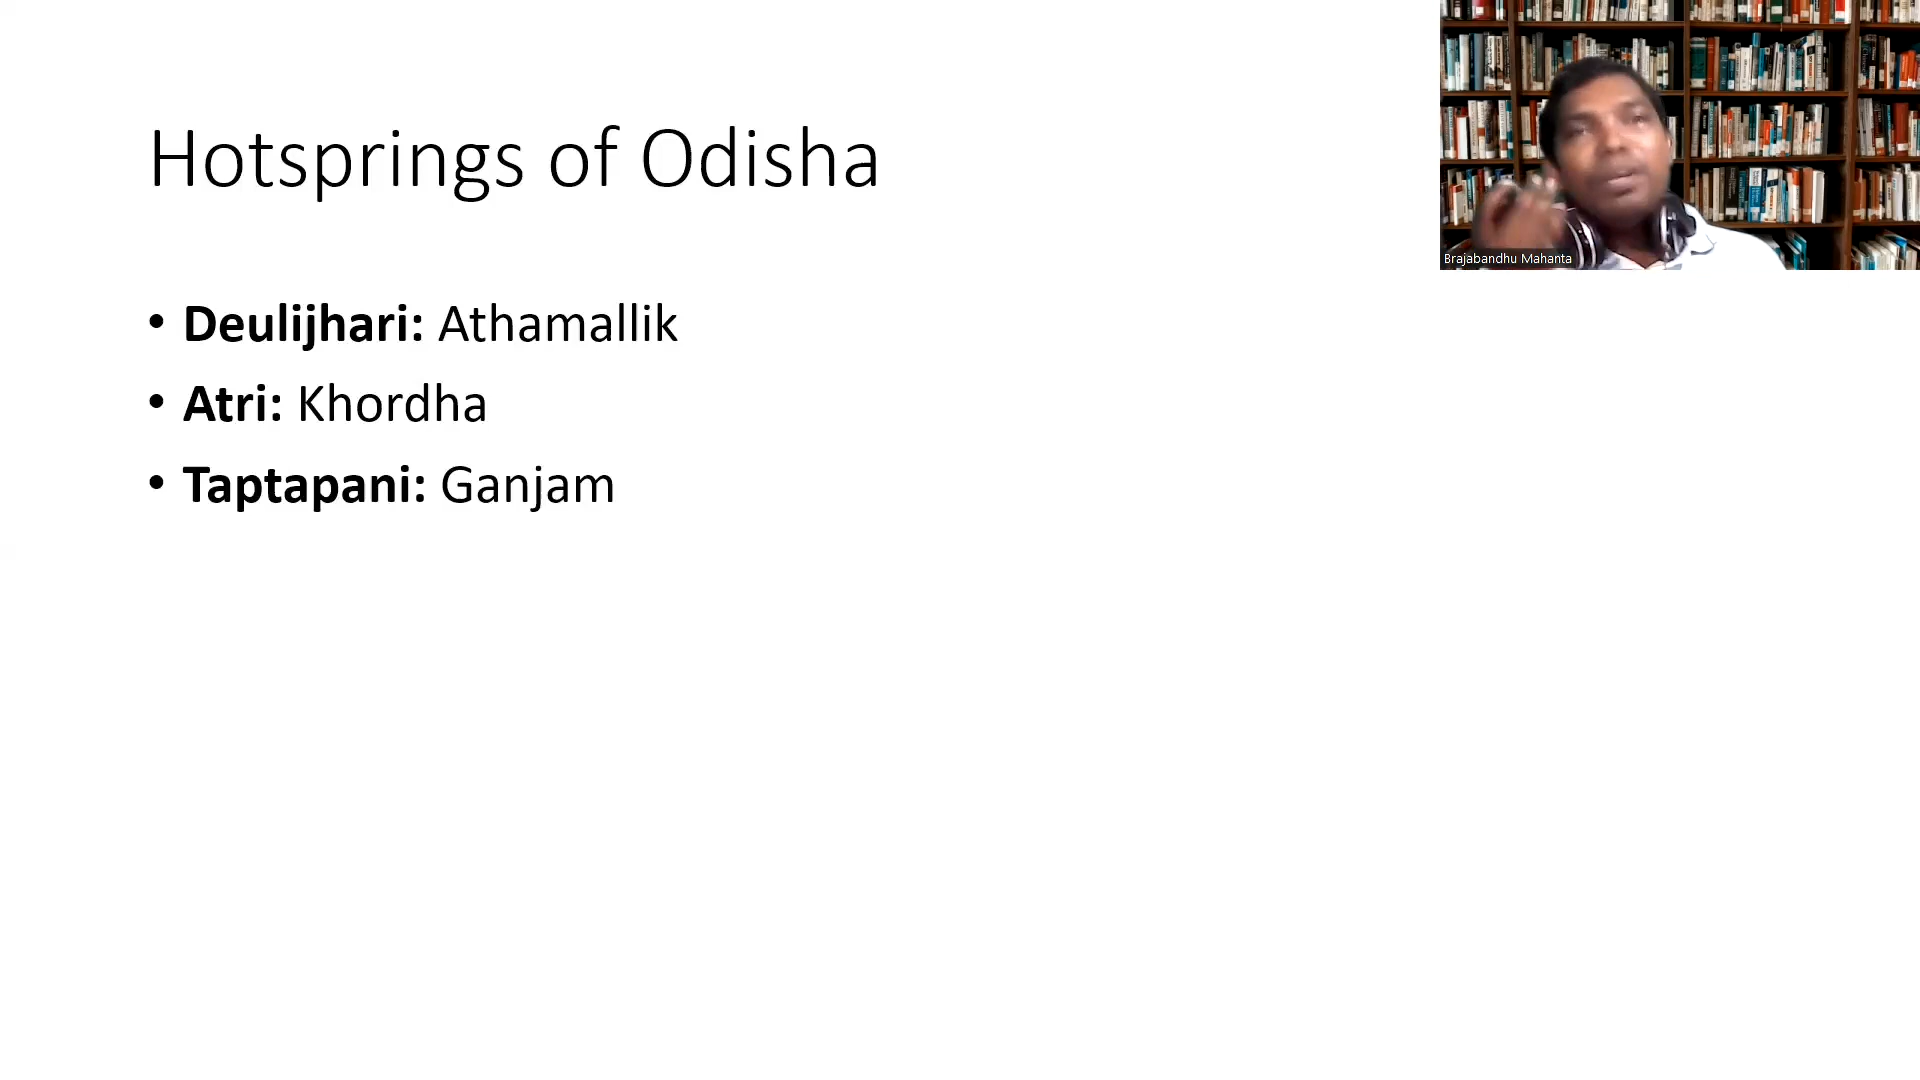 Hotsprings of Odisha
• Deulijhari: Athamallik
• Atri: Khordha
• Taptapani: Ganjam
Brajabandhu Mahanta